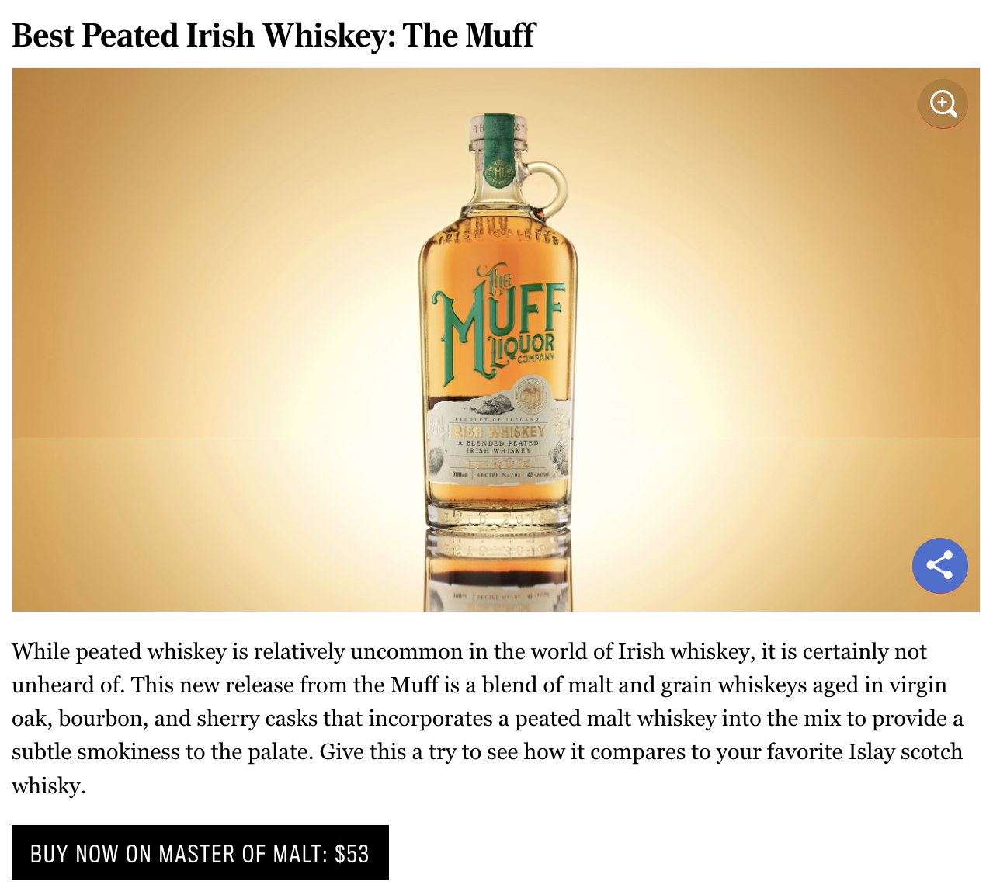 Best Peated Irish Whiskey: The Muff
TH ST
ML
The
MUFF
LIQUOR
COMPANY
PRODUCT OF IRELAND
IRISH WHISKEY
A BLENDED PEATED
IRISH WHISKEY
700ml RECIPE No/03 43
ESTD 2018
While peated whiskey is relatively uncommon in the world of Irish whiskey, it is certainly not
unheard of. This new release from the Muff is a blend of malt and grain whiskeys aged in virgin
oak, bourbon, and sherry casks that incorporates a peated malt whiskey into the mix to provide a
subtle smokiness to the palate. Give this a try to see how it compares to your favorite Islay scotch
whisky.
BUY NOW ON MASTER OF MALT: $53